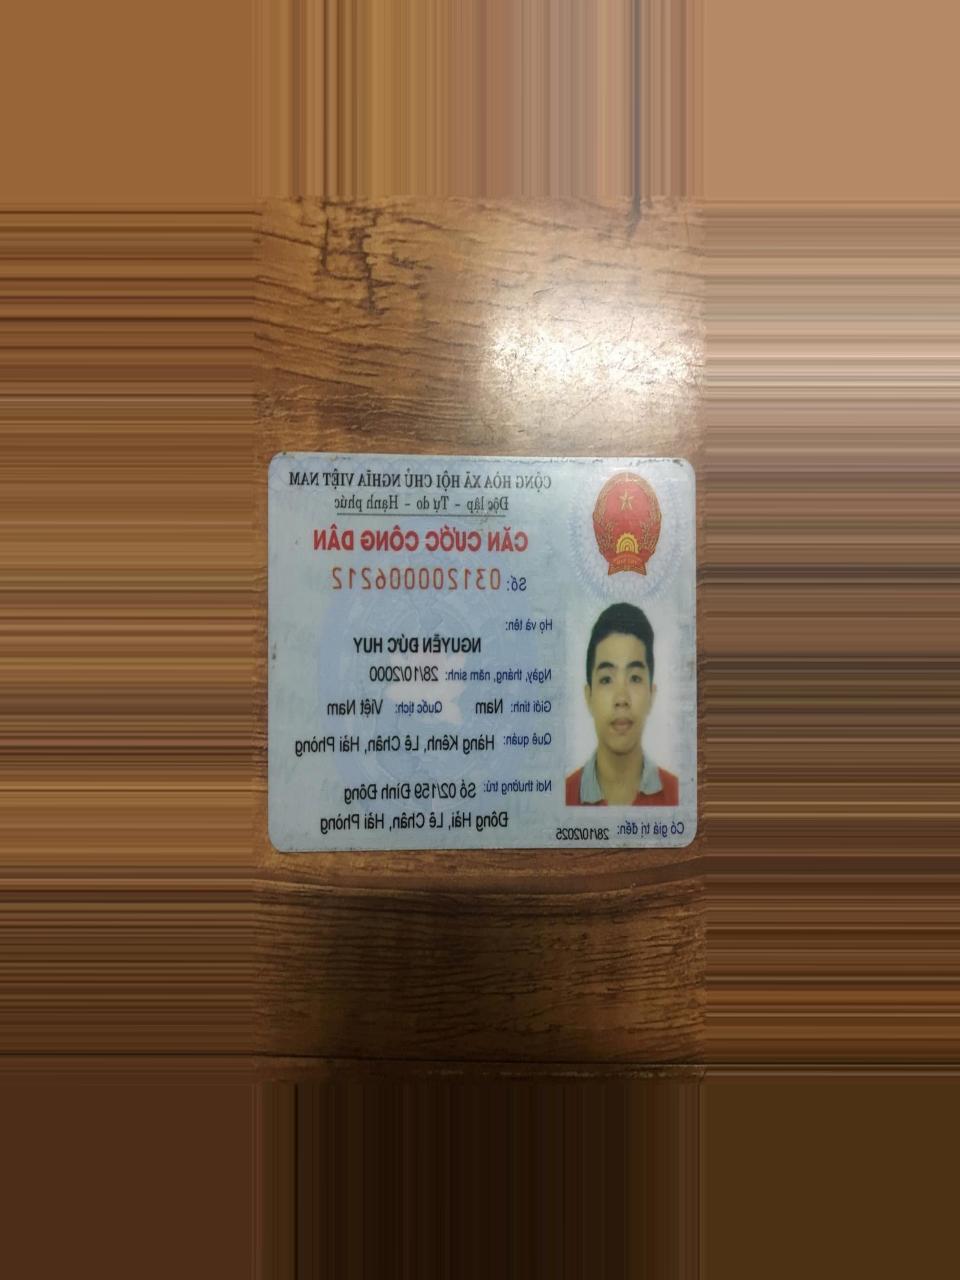 CỘNG HÒA XÃ HỘI CHỦ NGHĨA VIỆT NAM
Độc lập - Tự do - Hạnh phúc
CĂN CƯỚC CÔNG DÂN
Số: 031200006212
Họ và tên:
NGUYỄN ĐỨC HUY
Ngày, tháng, năm sinh: 28/10/2000
Giới tính: Nam Quốc tịch: Việt Nam
Quê quán: Hàng Kênh, Lê Chân, Hải Phòng
Nơi thường trú: Số 02/159 Đình Đông
Đông Hải, Lê Chân, Hải Phòng
Có giá trị đến: 28/10/2025